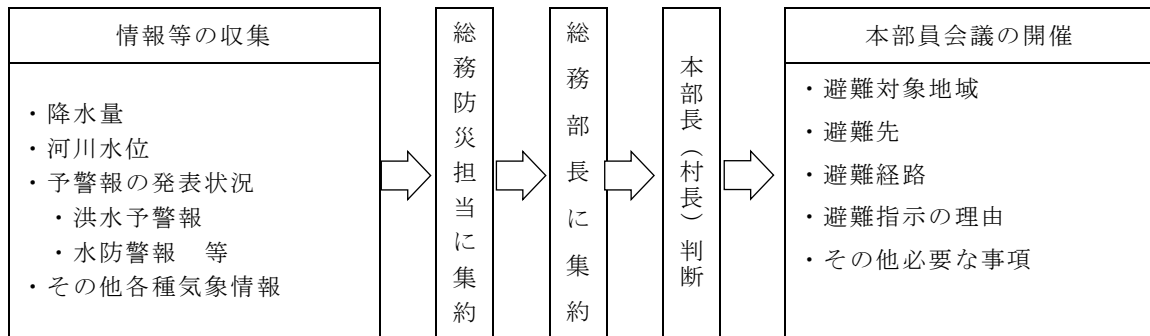 情報等の収集
・降水量
・河川水位
・予警報の発表状況
・洪水予警報
・水防警報　等
・その他各種気象情報
総務防災担当に集約
総務部長に集約
本部長（村長）判断
本部員会議の開催
・避難対象地域
・避難先
・避難経路
・避難指示の理由
・その他必要な事項